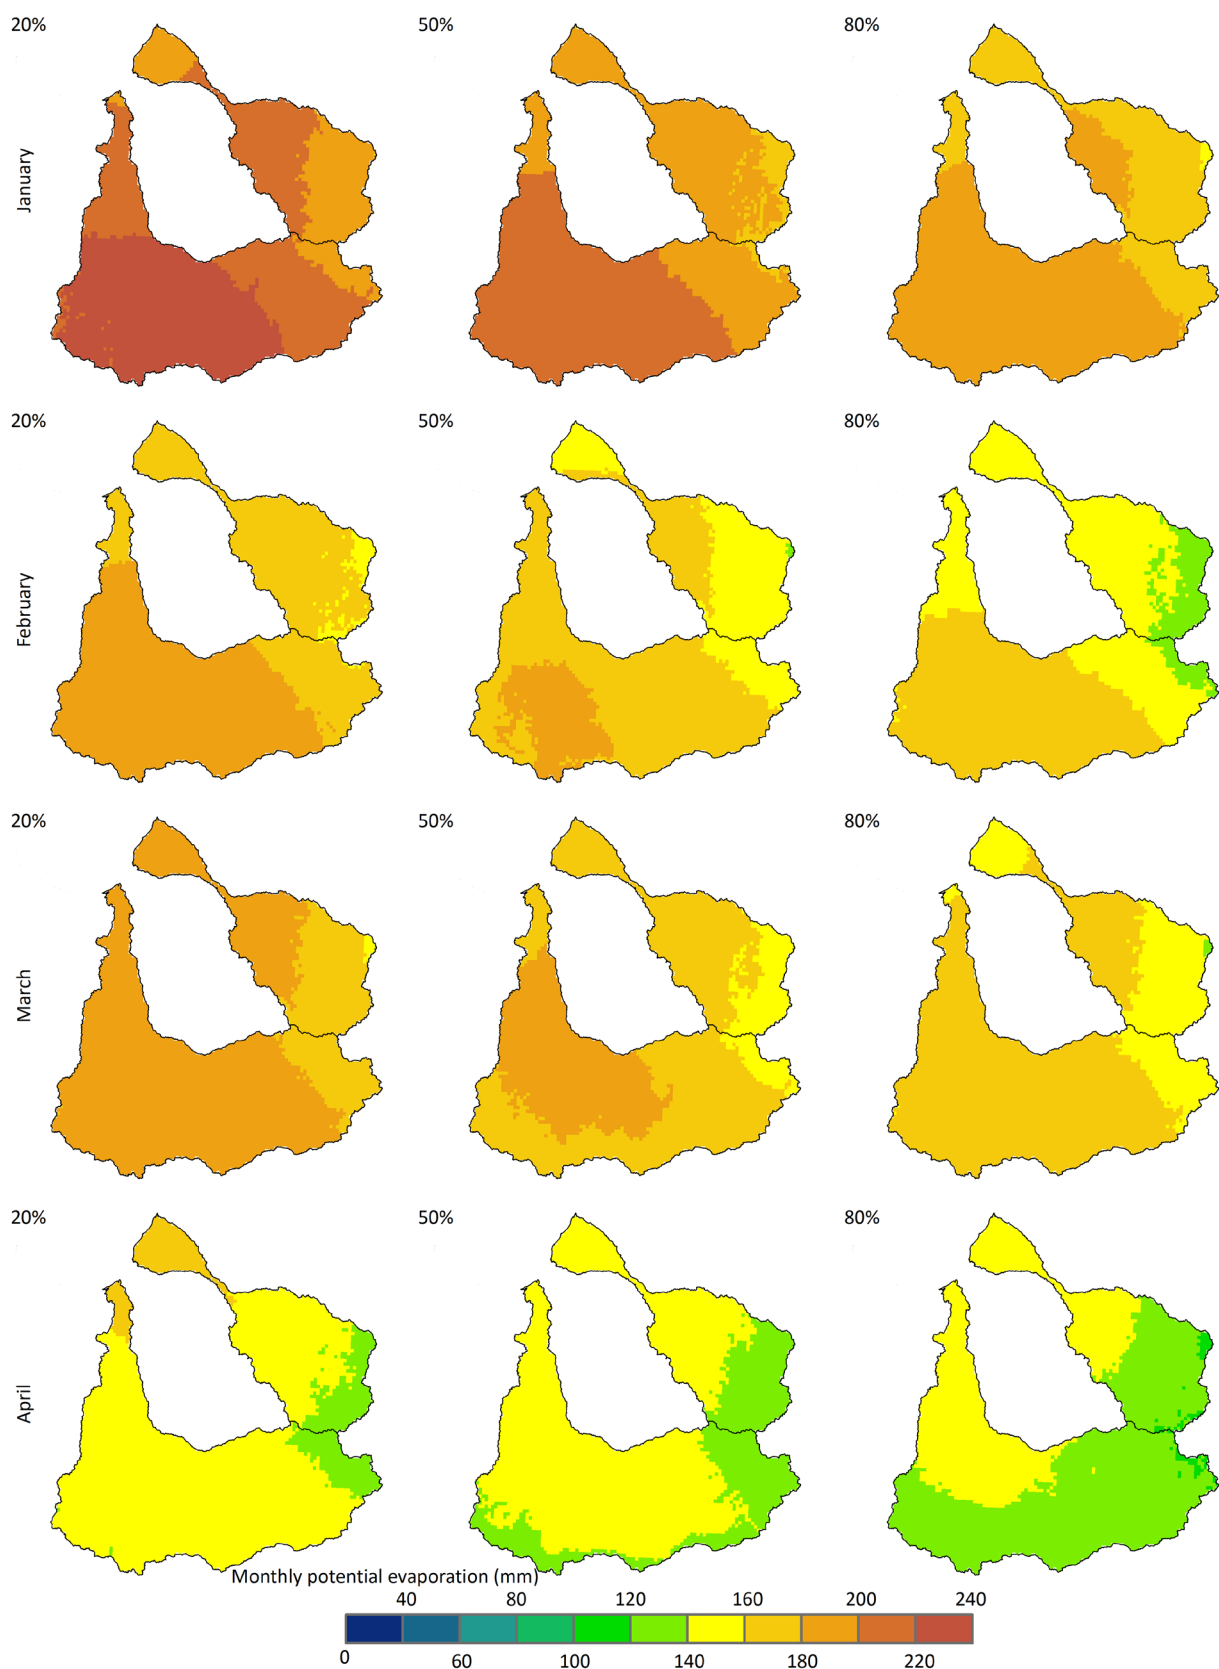 20% 50% 80%
January
20% 50% 80%
February
20% 50% 80%
March
20% 50% 80%
April
Monthly potential evaporation (mm)
40 80 120 160 200 240
0 60 100 140 180 220